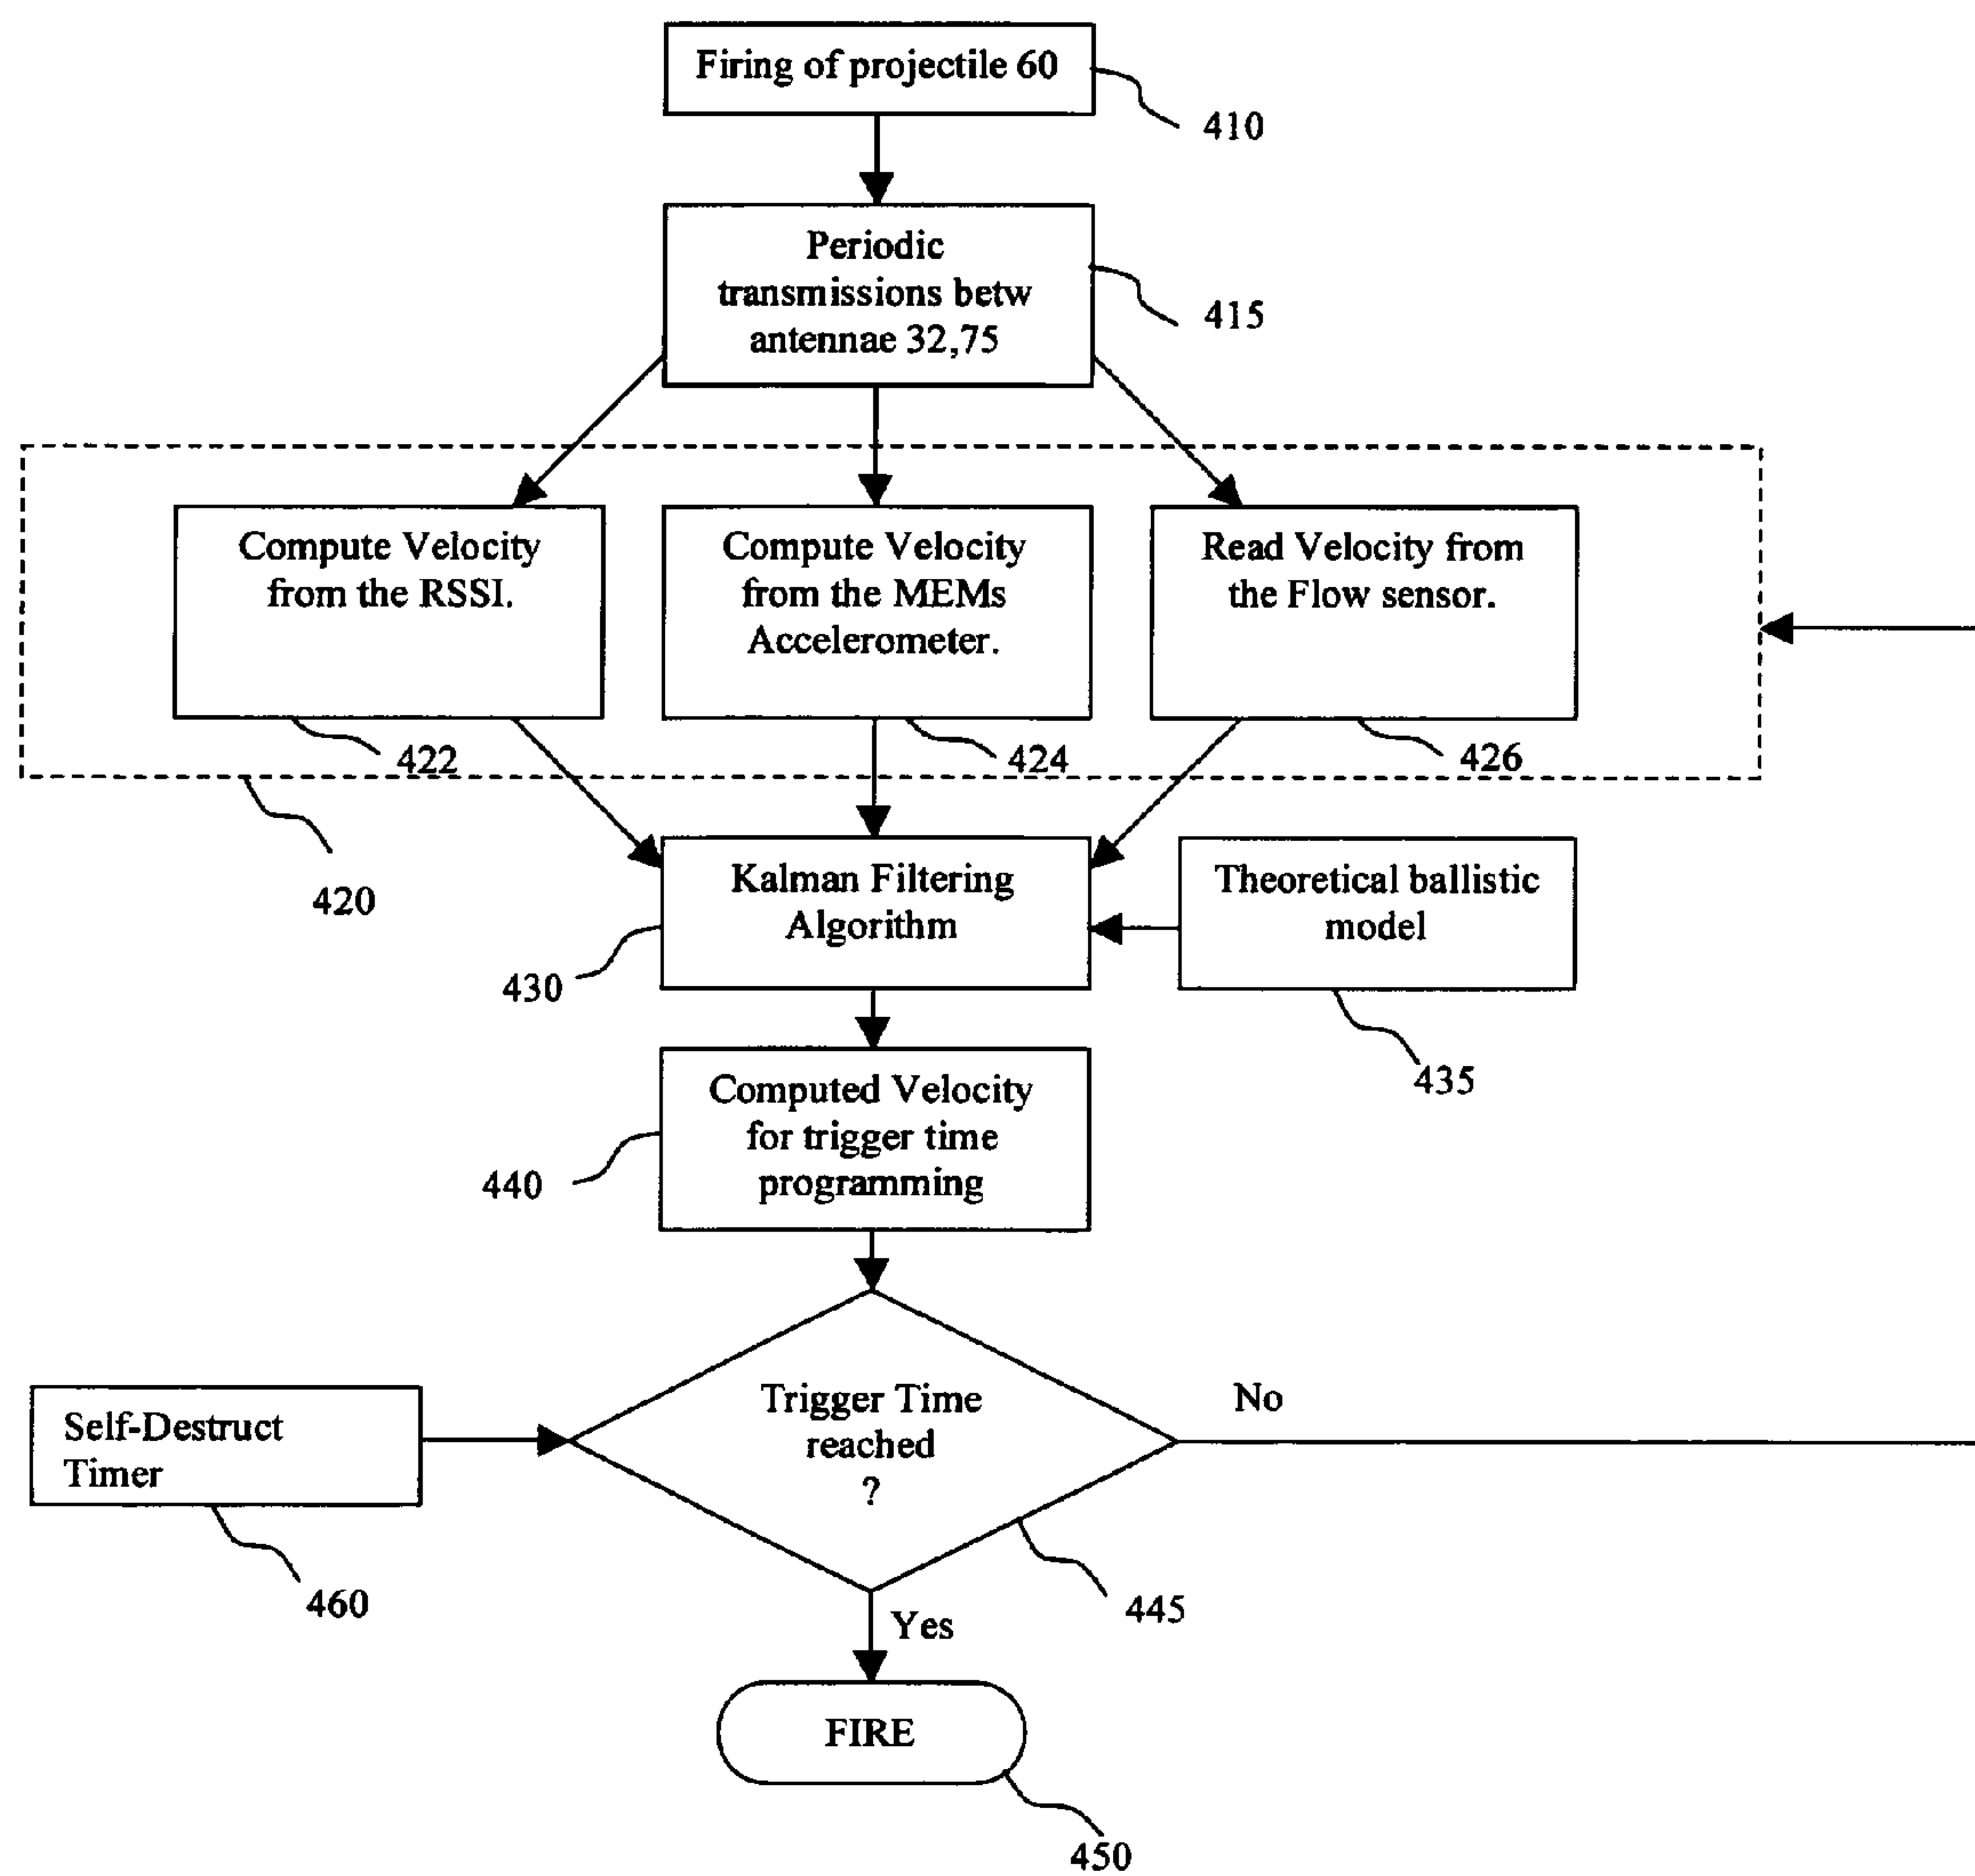 Firing of projectile 60
410
Periodic
transmissions betw
antennae 32,75
415
Compute Velocity
from the RSSI.
422
Compute Velocity
from the MEMs
Accelerometer.
424
Read Velocity from
the Flow sensor.
426
420
Kalman Filtering
Algorithm
430
Theoretical ballistic
model
435
Computed Velocity
for trigger time
programming
440
Self-Destruct
Timer
460
Trigger Time
reached
?
445
No
Yes
FIRE
450